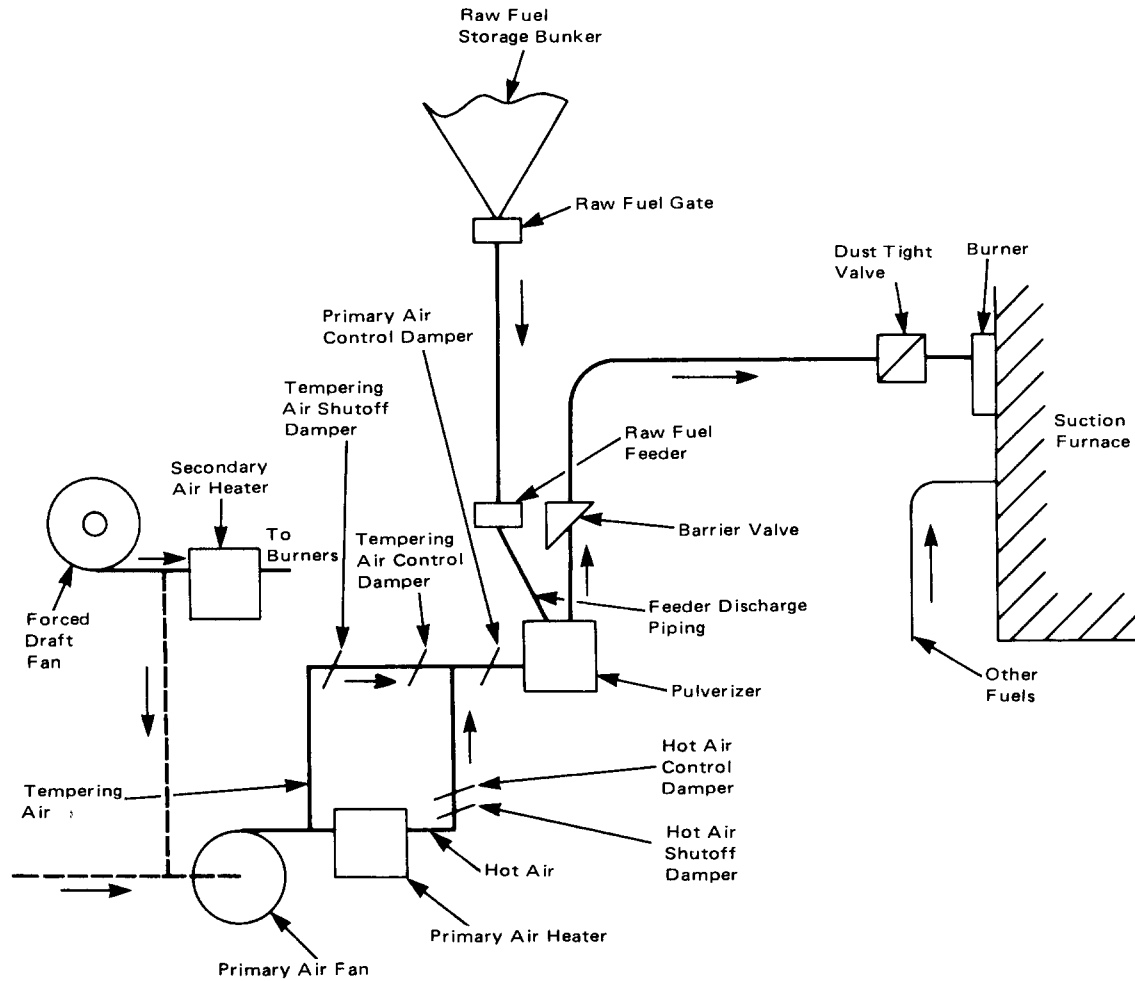 Raw Fuel
Storage Bunker
Raw Fuel Gate
Dust Tight
Valve
Burner
Primary Air
Control Damper
Tempering
Air Shutoff
Damper
Raw Fuel
Feeder
Suction
Furnace
Secondary
Air Heater
To
Burners
Tempering
Air Control
Damper
Barrier Valve
Forced
Draft
Fan
Feeder Discharge
Piping
Pulverizer
Other
Fuels
Hot Air
Control
Damper
Tempering
Air
Hot Air
Shutoff
Damper
Hot Air
Primary Air Heater
Primary Air Fan